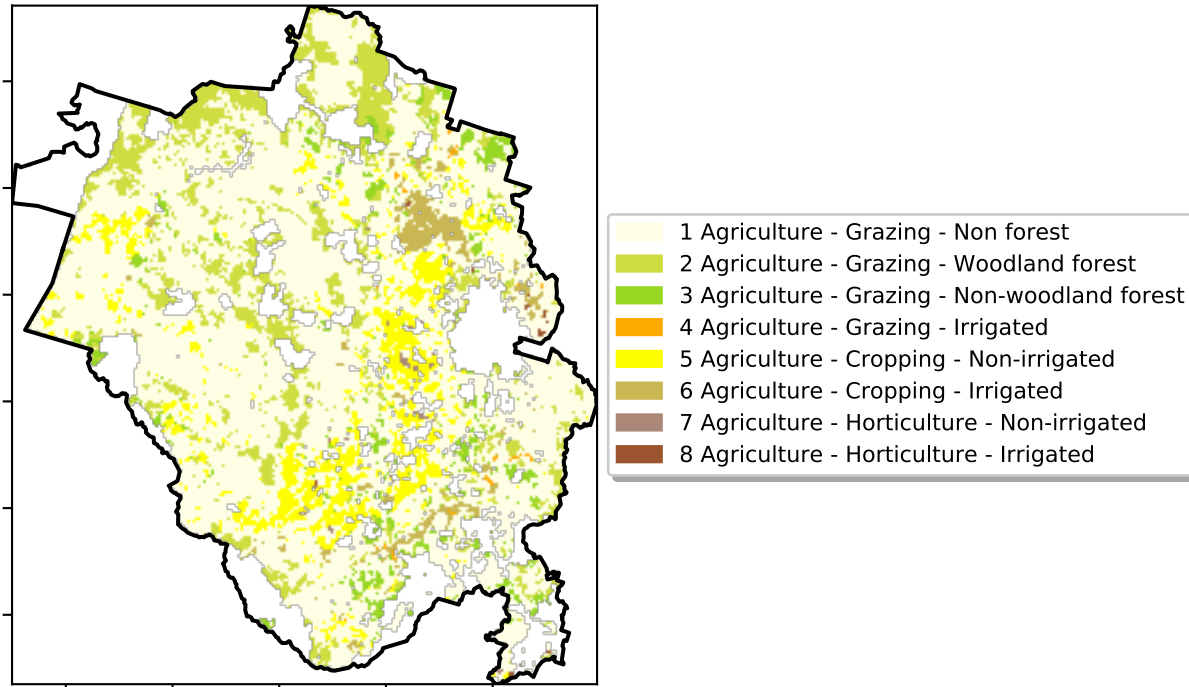 1 Agriculture - Grazing - Non forest
2 Agriculture - Grazing - Woodland forest
3 Agriculture - Grazing - Non-woodland forest
4 Agriculture - Grazing - Irrigated
5 Agriculture - Cropping - Non-irrigated
6 Agriculture - Cropping - Irrigated
7 Agriculture - Horticulture - Non-irrigated
8 Agriculture - Horticulture - Irrigated